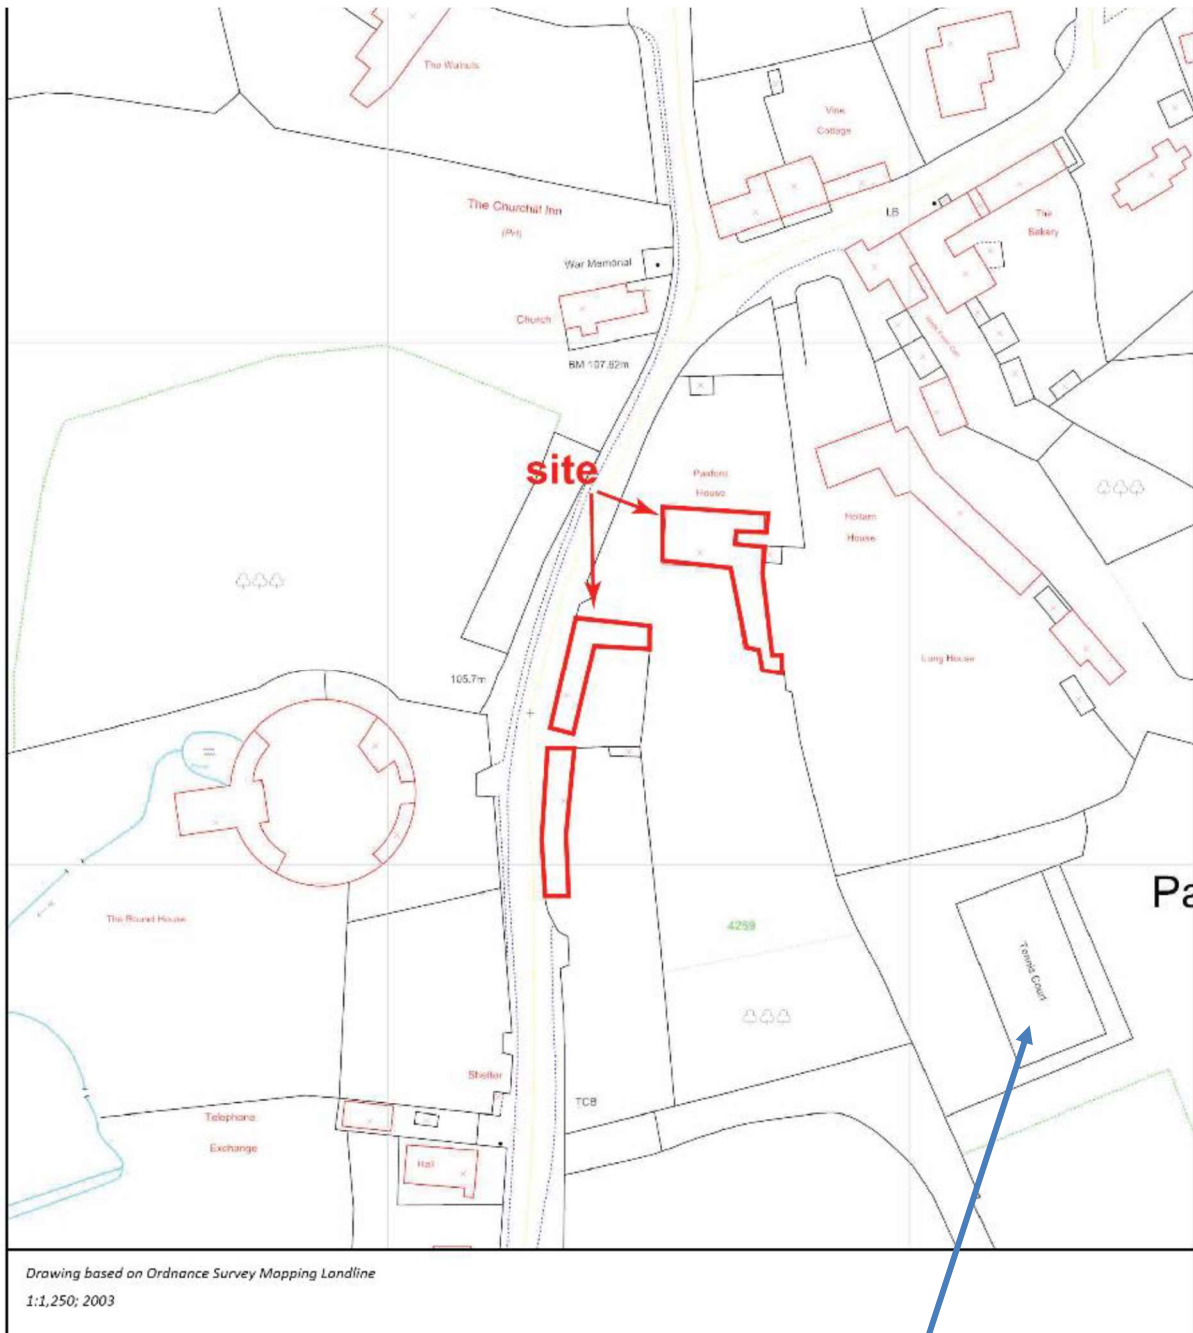 The Walnuts
Vine
Cottage
The Churchill Inn
(PH)
LB
The
Bakery
War Memorial
Church
BM 107.62m
site
Paxford
House
Hollam
House
105.7m
Long House
Pa
The Round House
4259
Tennis Court
Shelter
TCB
Telephone
Exchange
Hall
Drawing based on Ordnance Survey Mapping Landline
1:1,250; 2003